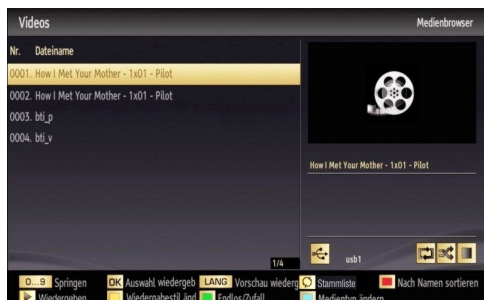 Videos Medienbrowser
Nr. Dateiname
0001. How I Met Your Mother - 1x01 - Pilot
0002. How I Met Your Mother - 1x01 - Pilot
0003. bti_p
0004. bti_v
How I Met Your Mother - 1x01 - Pilot
1/4
usb1
0...9 Springen OK Auswahl wiedergeb LANG Vorschau wiederg Stammliste Nach Namen sortieren
Wiedergeben Wiedergabestil änd Endlos/Zufall Medientyp ändern